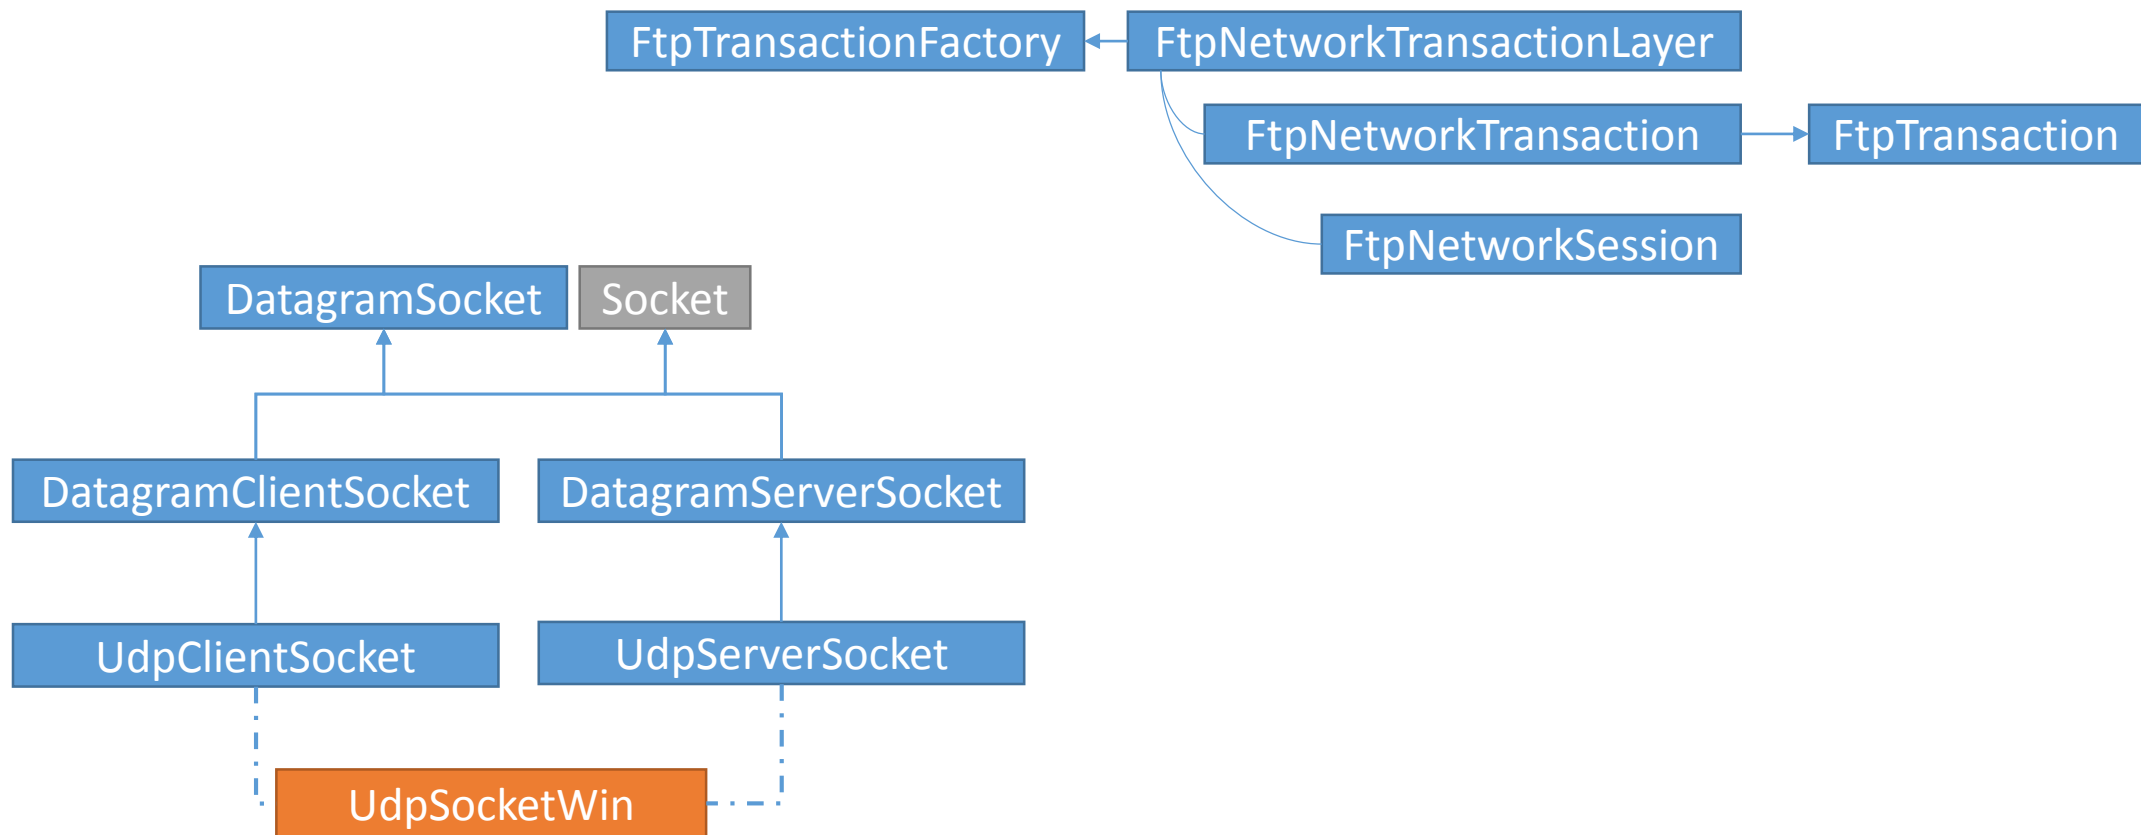 FtpTransactionFactory
FtpNetworkTransactionLayer
FtpNetworkTransaction
FtpTransaction
FtpNetworkSession
DatagramSocket
Socket
DatagramClientSocket
DatagramServerSocket
UdpClientSocket
UdpServerSocket
UdpSocketWin